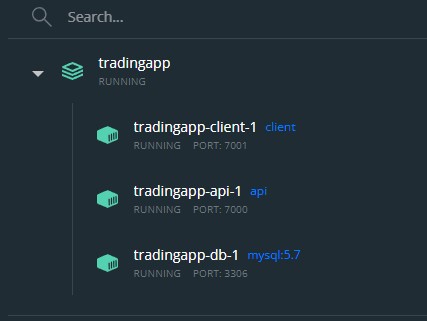 Search...
tradingapp
RUNNING
tradingapp-client-1 client
RUNNING PORT: 7001
tradingapp-api-1 api
RUNNING PORT: 7000
tradingapp-db-1 mysql:5.7
RUNNING PORT: 3306